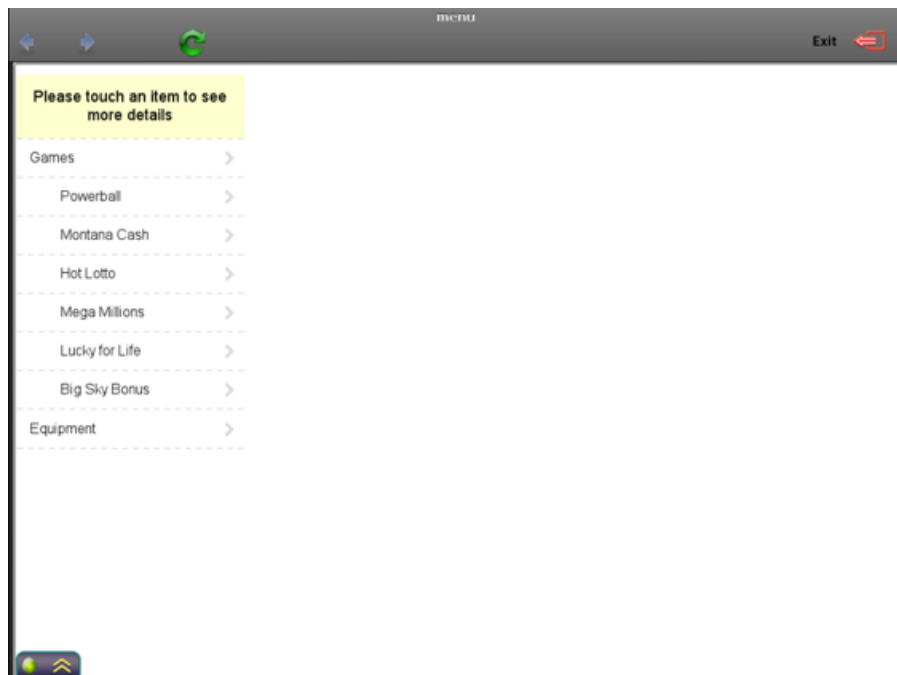 menu
Exit
Please touch an item to see
more details
Games
Powerball
Montana Cash
Hot Lotto
Mega Millions
Lucky for Life
Big Sky Bonus
Equipment